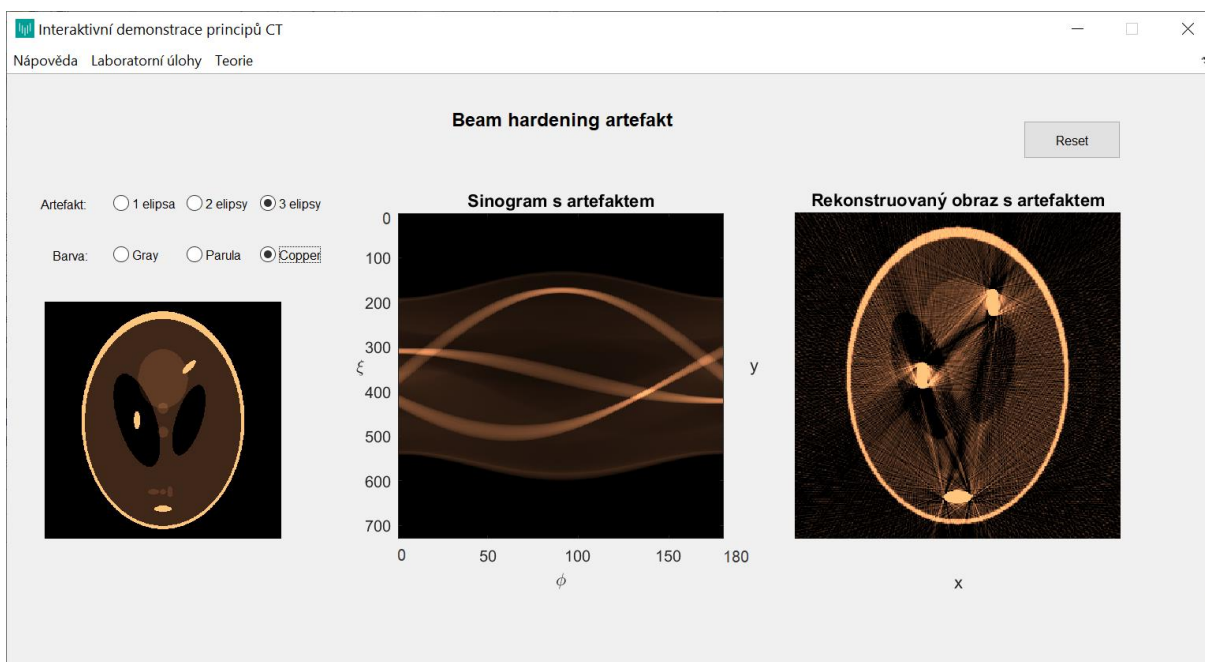 Interaktivní demonstrace principů CT
Nápověda Laboratorní úlohy Teorie
Beam hardening artefakt
Reset
Artefakt: 1 elipsa 2 elipsy 3 elipsy
Barva: Gray Parula Copper
Sinogram s artefaktem
0
100
200
300
400
500
600
700
ξ
0 50 100 150 180
ϕ
Rekonstruovaný obraz s artefaktem
y
x